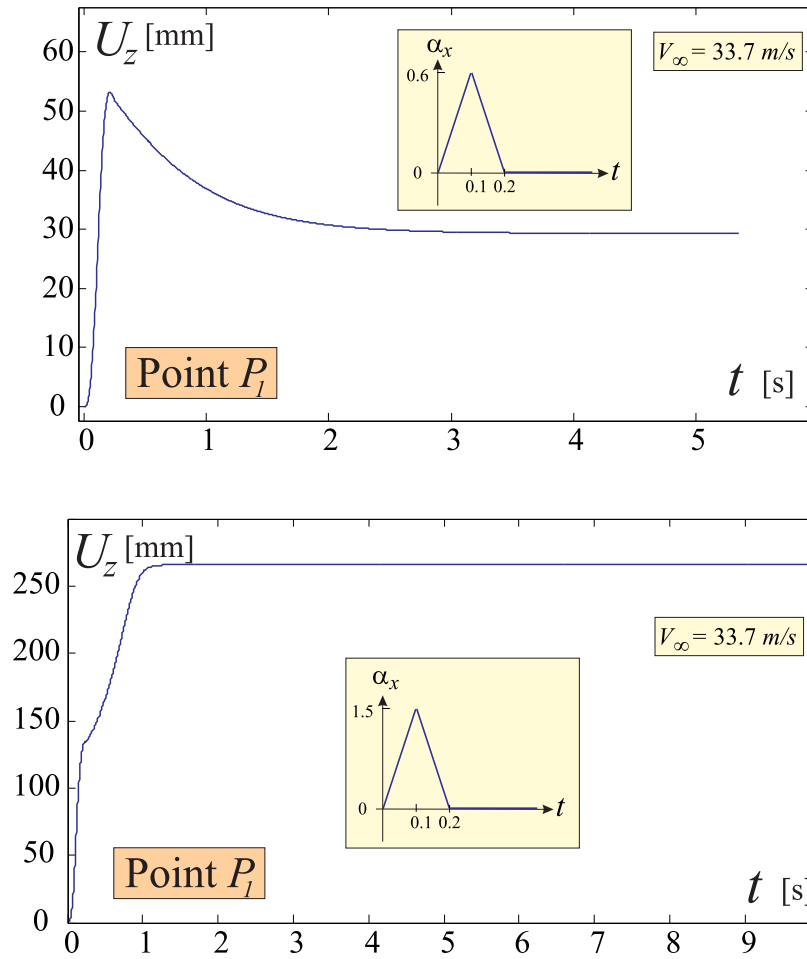 U_z [mm]
60
50
40
30
20
10
0
α_x
0.6
0
0.1 0.2
t
V_∞ = 33.7 m/s
Point P_1
t [s]
0 1 2 3 4 5
U_z [mm]
250
200
150
100
50
0
V_∞ = 33.7 m/s
α_x
1.5
0
0.1 0.2
t
Point P_1
t [s]
0 1 2 3 4 5 6 7 8 9